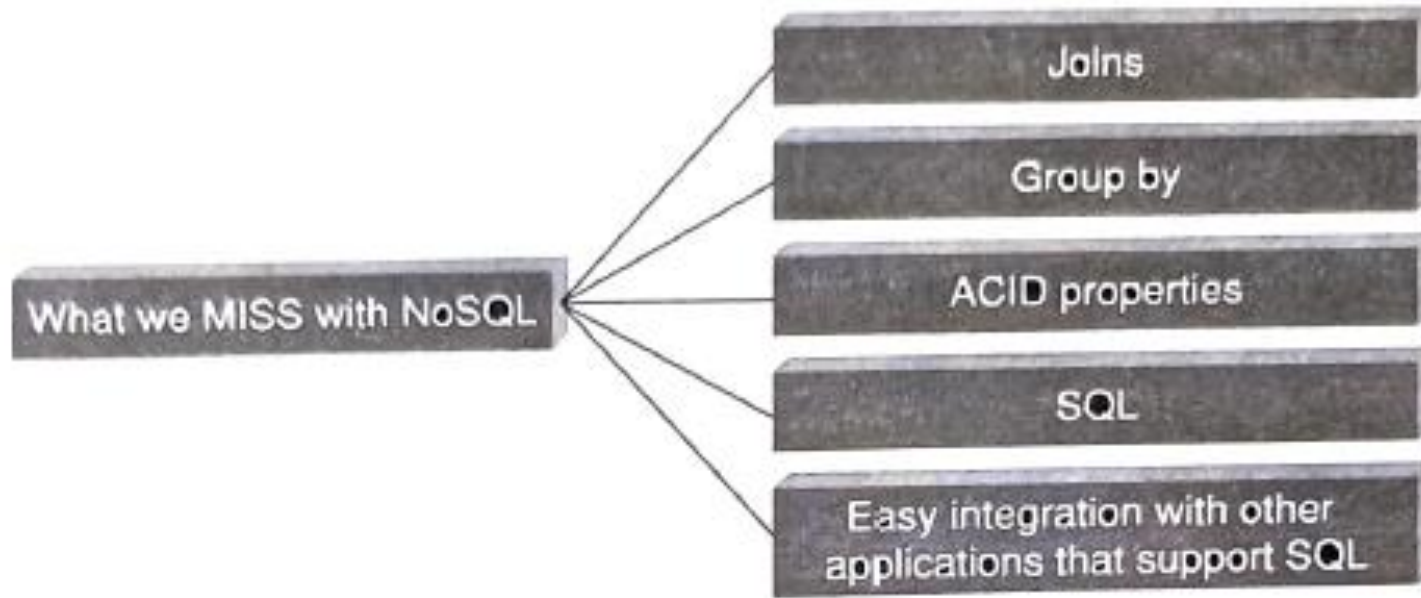 What we MISS with NoSQL
Joins
Group by
ACID properties
SQL
Easy integration with other
applications that support SQL